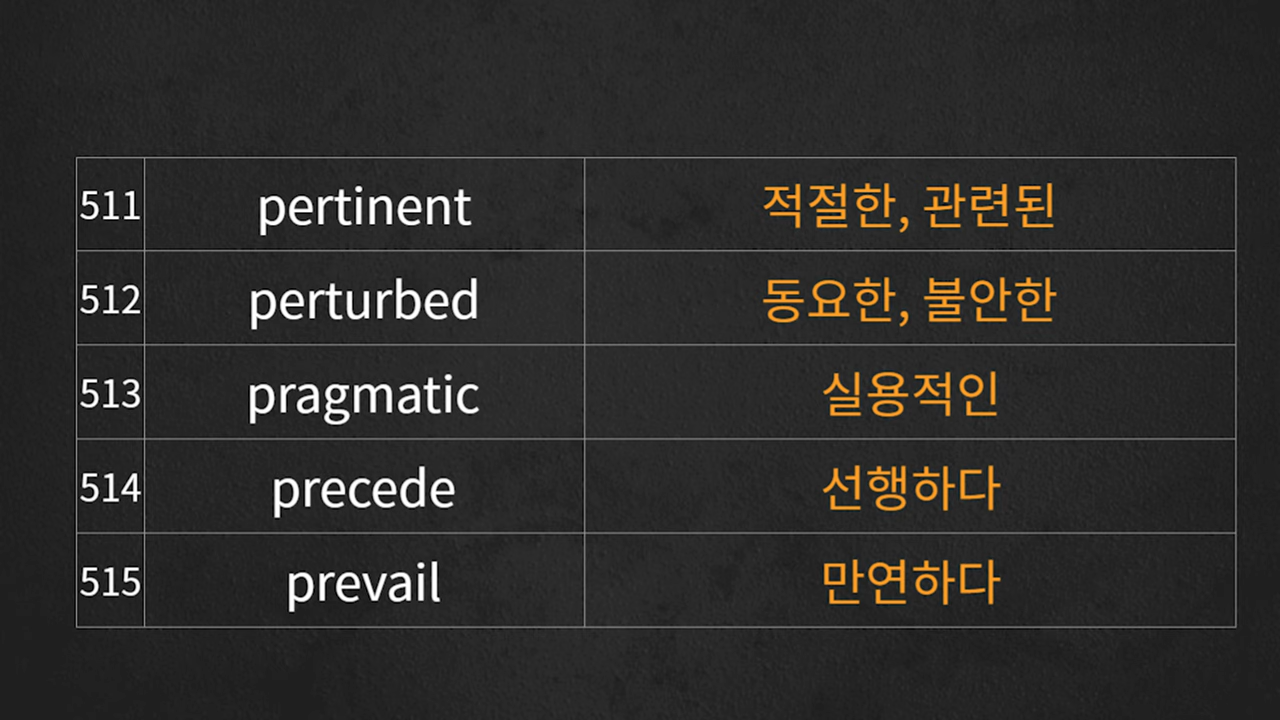 511 pertinent 적절한, 관련된
512 perturbed 동요한, 불안한
513 pragmatic 실용적인
514 precede 선행하다
515 prevail 만연하다